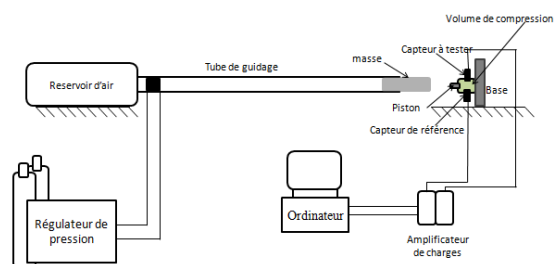 Volume de compression
Capteur à tester
masse
Tube de guidage
Reservoir d'air
Base
Piston
Capteur de référence
Ordinateur
Régulateur de
pression
Amplificateur
de charges